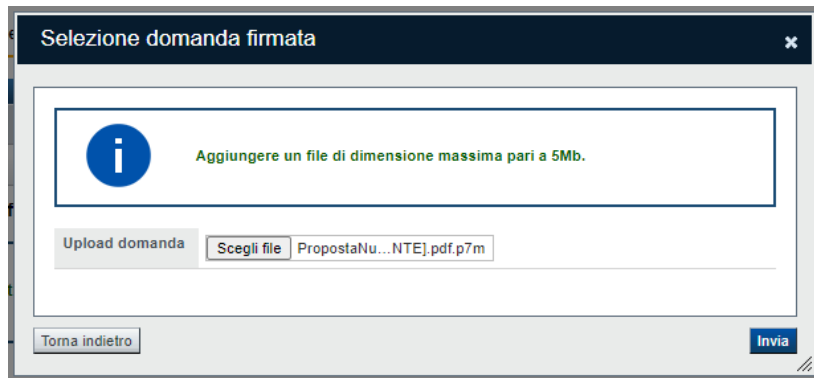 Selezione domanda firmata
Aggiungere un file di dimensione massima pari a 5Mb.
Upload domanda Scegli file PropostaNu...NTE].pdf.p7m
Torna indietro Invia